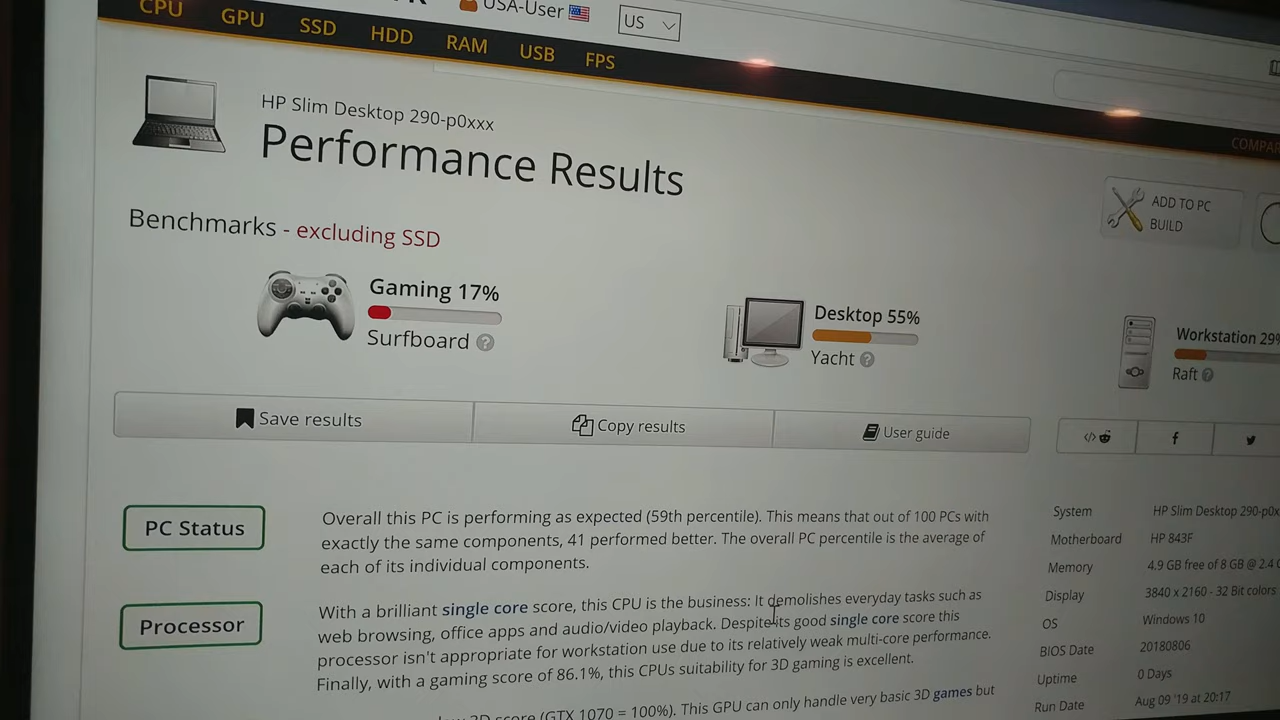 USA-User
US
CPU GPU SSD HDD RAM USB FPS
HP Slim Desktop 290-p0xxx
Performance Results
ADD TO PC
BUILD
Benchmarks - excluding SSD
Gaming 17%
Surfboard
Desktop 55%
Yacht
Workstation 29%
Raft
Save results
Copy results
User guide
PC Status
Overall this PC is performing as expected (59th percentile). This means that out of 100 PCs with
exactly the same components, 41 performed better. The overall PC percentile is the average of
each of its individual components.
Processor
With a brilliant single core score, this CPU is the business: It demolishes everyday tasks such as
web browsing, office apps and audio/video playback. Despite its good single core score this
processor isn't appropriate for workstation use due to its relatively weak multi-core performance.
Finally, with a gaming score of 86.1%, this CPUs suitability for 3D gaming is excellent.
3D score (GTX 1070 = 100%). This GPU can only handle very basic 3D games but
System HP Slim Desktop 290-p0x
Motherboard HP 843F
Memory 4.9 GB free of 8 GB @ 2.4
Display 3840 x 2160 - 32 Bit colors
OS Windows 10
BIOS Date 20180806
Uptime 0 Days
Run Date Aug 09 '19 at 20:17